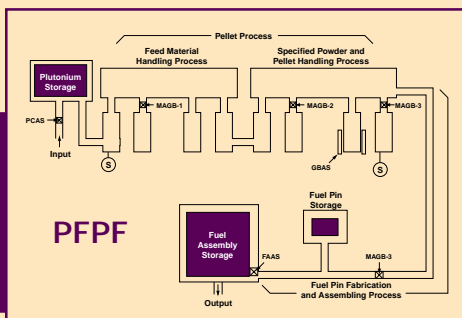 Pellet Process
Feed Material
Handling Process
Specified Powder and
Pellet Handling Process
Plutonium
Storage
PCAS
MAGB-1
MAGB-2
MAGB-3
Input
S
GBAS
S
PFPF
Fuel Pin
Storage
Fuel
Assembly
Storage
FAAS
MAGB-3
Output
Fuel Pin Fabrication
and Assembling Process